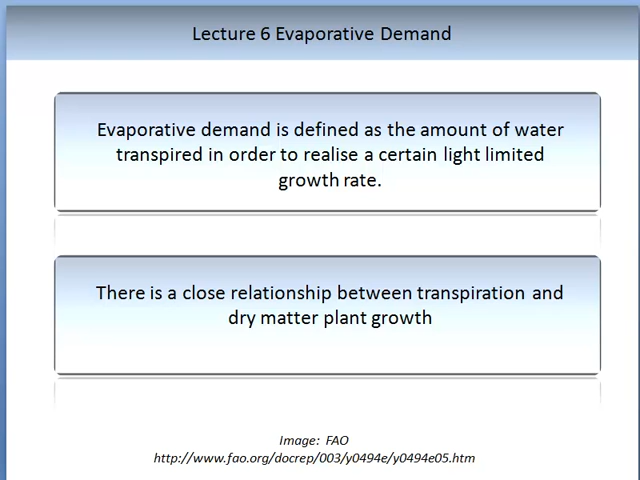 Lecture 6 Evaporative Demand
Evaporative demand is defined as the amount of water
transpired in order to realise a certain light limited
growth rate.
There is a close relationship between transpiration and
dry matter plant growth
Image: FAO
http://www.fao.org/docrep/003/y0494e/y0494e05.htm